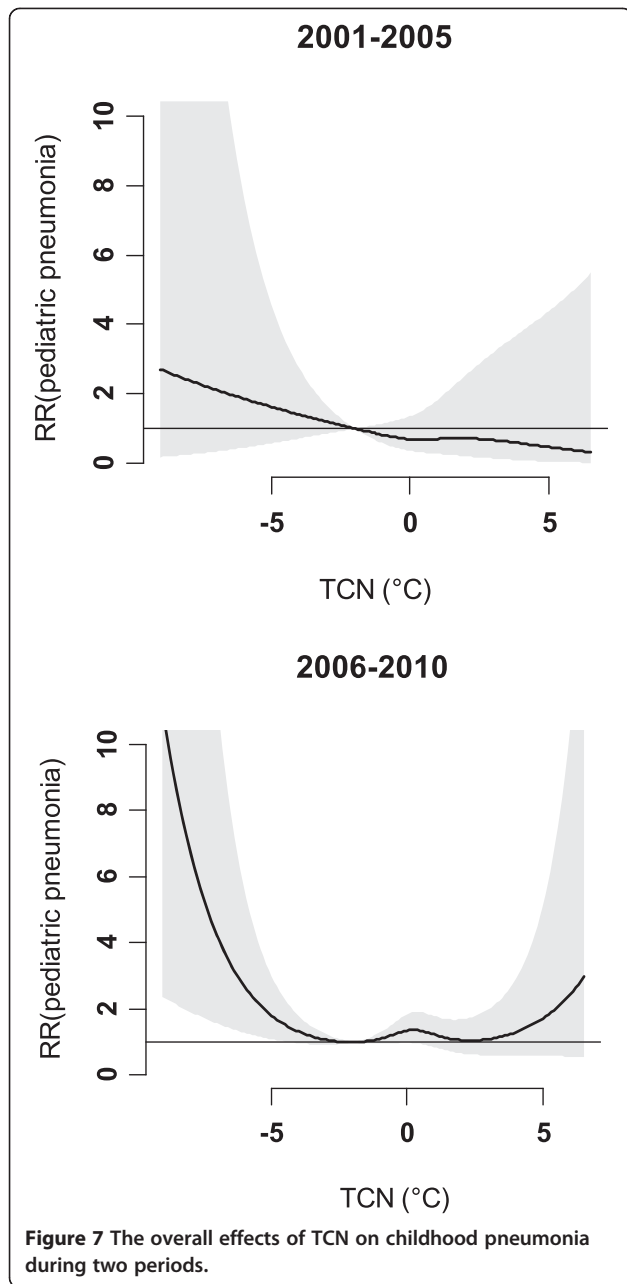 2001-2005
10
8
6
4
2
0
RR(pediatric pneumonia)
-5 0 5
TCN (°C)
2006-2010
10
8
6
4
2
0
RR(pediatric pneumonia)
-5 0 5
TCN (°C)
Figure 7 The overall effects of TCN on childhood pneumonia
during two periods.